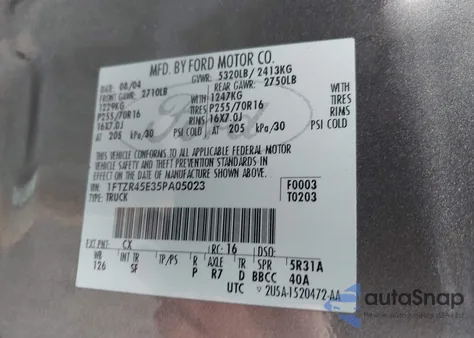 MFD. BY FORD MOTOR CO.
DATE: 08/04 GVWR: 5320LB/ 2413KG
FRONT GAWR: 2710LB REAR GAWR: 2750LB
1229KG WITH 1247KG WITH
P255/70R16 TIRES P255/70R16 TIRES
16X7.0J RIMS 16X7.0J RIMS
AT 205 kPa/30 PSI COLD AT 205 kPa/30 PSI COLD
THIS VEHICLE CONFORMS TO ALL APPLICABLE FEDERAL MOTOR
VEHICLE SAFETY AND THEFT PREVENTION STANDARDS IN
EFFECT ON THE DATE OF MANUFACTURE SHOWN ABOVE.
VIN: 1FTZR45E35PA05023 F0003
TYPE: TRUCK T0203
EXT PNT: CX RC: 16 DSO:
WB INT TR TP/PS R AXLE TR SPR 5R31A
126 SF P R7 D BBCC 40A
UTC 2U5A-1520472-AA
Ford
autoSnap